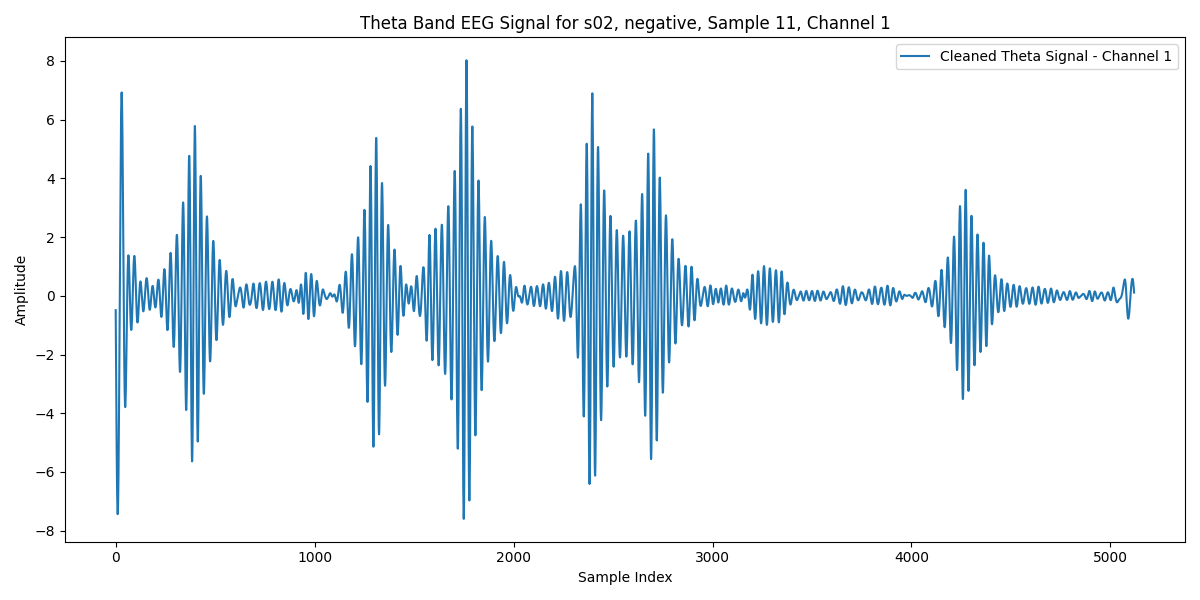 Theta Band EEG Signal for s02, negative, Sample 11, Channel 1
Cleaned Theta Signal - Channel 1
Amplitude
8
6
4
2
0
−2
−4
−6
−8
0 1000 2000 3000 4000 5000
Sample Index